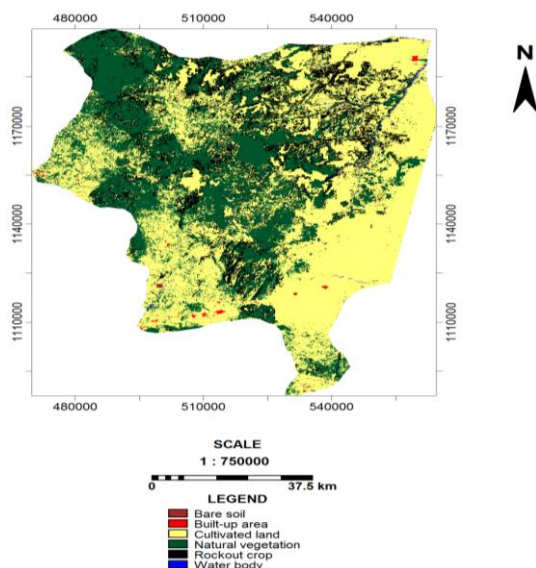 480000 510000 540000
N
1170000 1170000
1140000 1140000
1110000 1110000
480000 510000 540000
SCALE
1 : 750000
0 37.5 km
LEGEND
Bare soil
Built-up area
Cultivated land
Natural vegetation
Rockout crop
Water body